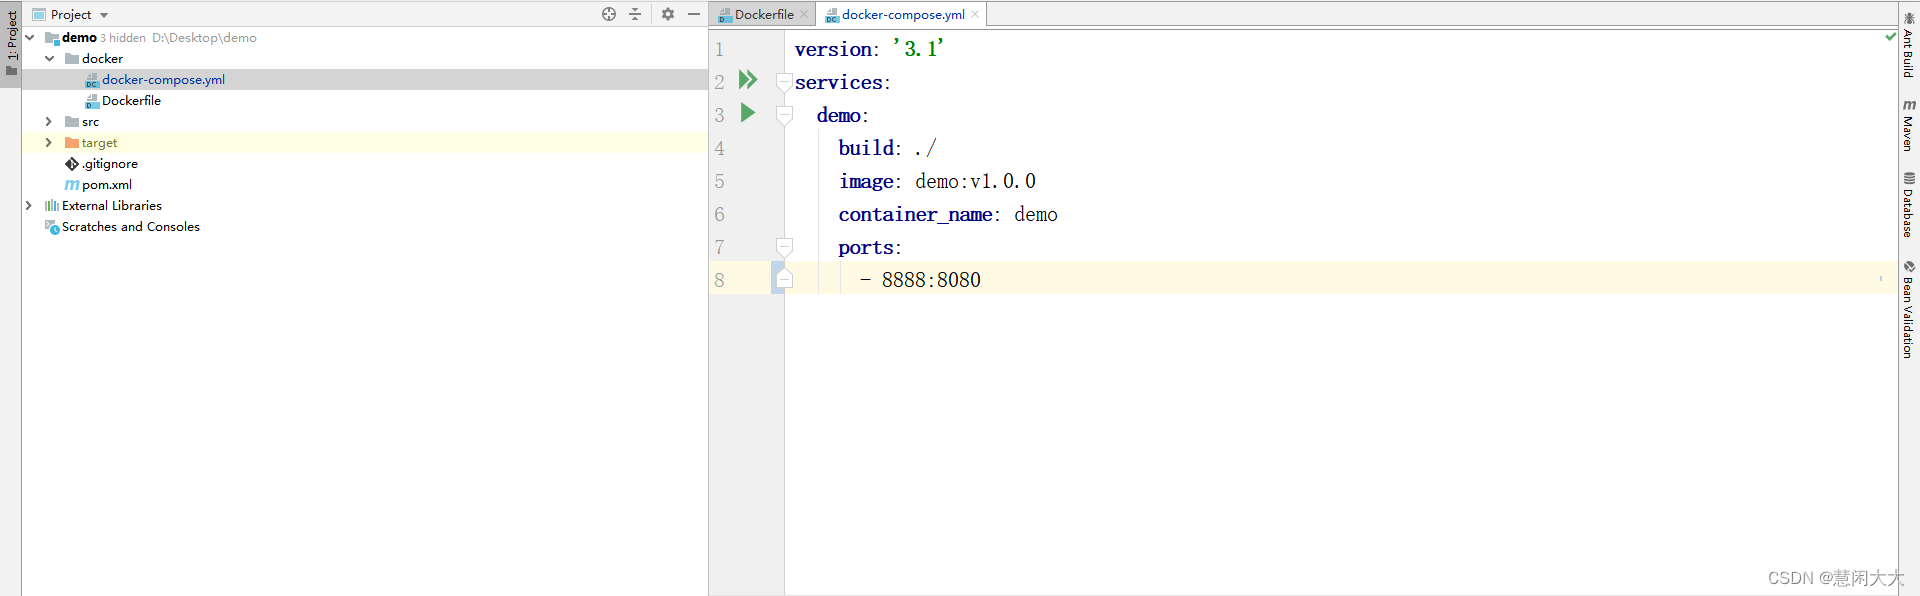 1: Project
Project
demo 3 hidden D:\Desktop\demo
docker
docker-compose.yml
Dockerfile
src
target
.gitignore
pom.xml
External Libraries
Scratches and Consoles
Dockerfile
docker-compose.yml
1 version: '3.1'
2 services:
3 demo:
4 build: ./
5 image: demo:v1.0.0
6 container_name: demo
7 ports:
8 - 8888:8080
Ant Build
Maven
Database
Bean Validation
CSDN @慧闲大大